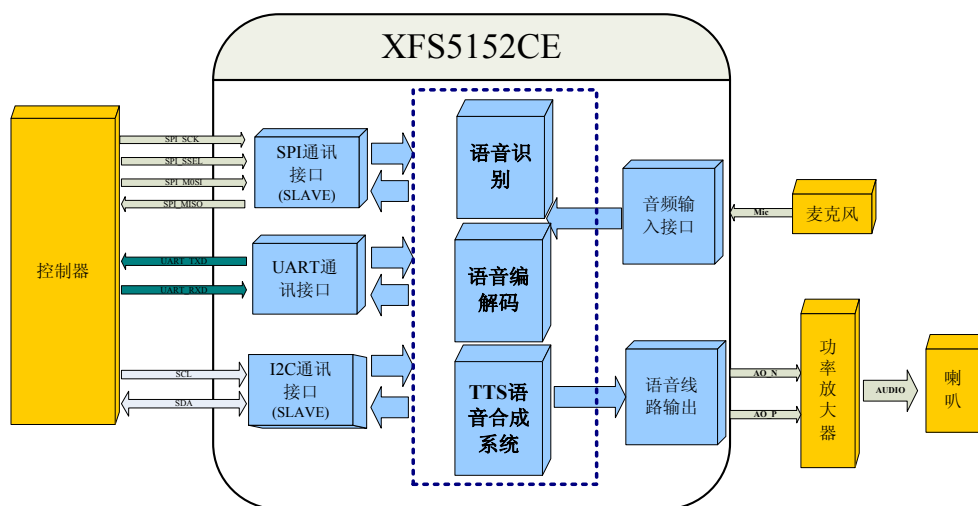 XFS5152CE
控制器
SPI_SCK
SPI_SSEL
SPI_M0SI
SPI_MISO
SPI通讯
接口
(SLAVE)
UART_TXD
UART_RXD
UART通
讯接口
SCL
SDA
I2C通讯
接口
(SLAVE)
语音识
别
语音编
解码
TTS语
音合成
系统
音频输
入接口
Mic
麦克风
语音线
路输出
AO_N
AO_P
功
率
放
大
器
AUDIO
喇
叭